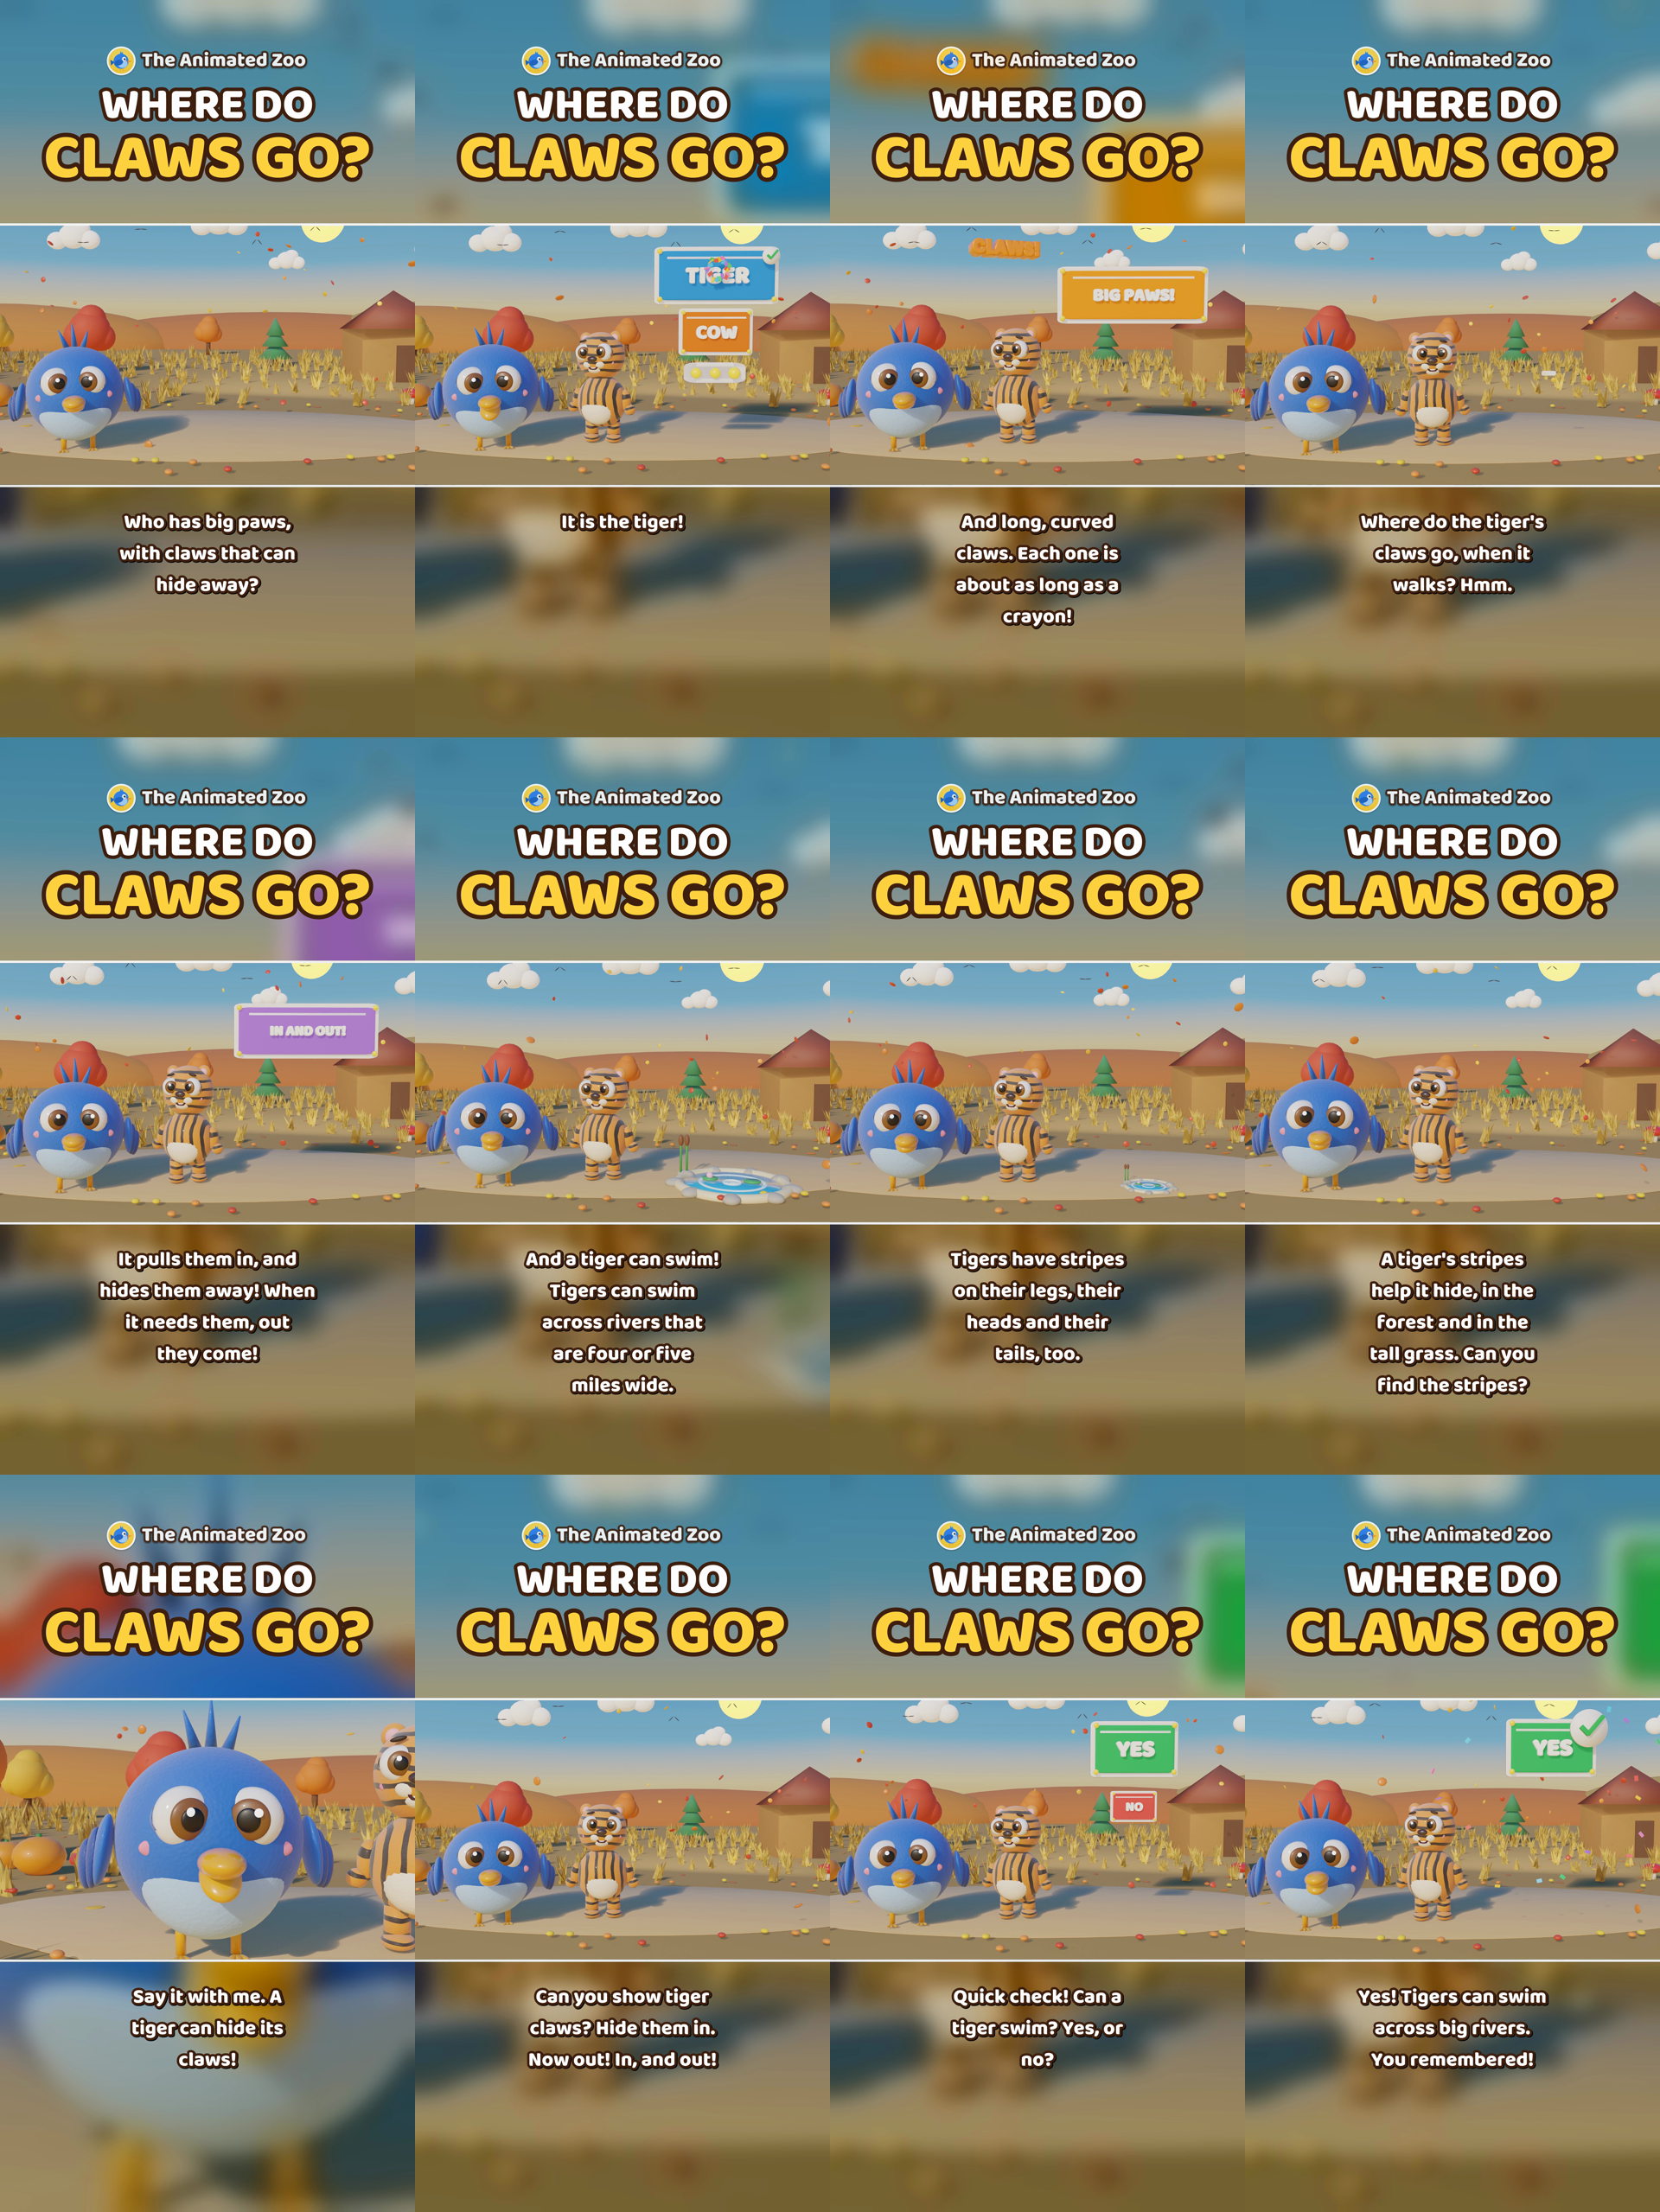 The Animated Zoo
WHERE DO
CLAWS GO?
Who has big paws,
with claws that can
hide away?
The Animated Zoo
WHERE DO
CLAWS GO?
TIGER
COW
It is the tiger!
The Animated Zoo
WHERE DO
CLAWS GO?
CLAWS!
BIG PAWS!
And long, curved
claws. Each one is
about as long as a
crayon!
The Animated Zoo
WHERE DO
CLAWS GO?
Where do the tiger's
claws go, when it
walks? Hmm.
The Animated Zoo
WHERE DO
CLAWS GO?
IN AND OUT!
It pulls them in, and
hides them away! When
it needs them, out
they come!
The Animated Zoo
WHERE DO
CLAWS GO?
And a tiger can swim!
Tigers can swim
across rivers that
are four or five
miles wide.
The Animated Zoo
WHERE DO
CLAWS GO?
Tigers have stripes
on their legs, their
heads and their
tails, too.
The Animated Zoo
WHERE DO
CLAWS GO?
A tiger's stripes
help it hide, in the
forest and in the
tall grass. Can you
find the stripes?
The Animated Zoo
WHERE DO
CLAWS GO?
Say it with me. A
tiger can hide its
claws!
The Animated Zoo
WHERE DO
CLAWS GO?
Can you show tiger
claws? Hide them in.
Now out! In, and out!
The Animated Zoo
WHERE DO
CLAWS GO?
YES
NO
Quick check! Can a
tiger swim? Yes, or
no?
The Animated Zoo
WHERE DO
CLAWS GO?
YES
Yes! Tigers can swim
across big rivers.
You remembered!